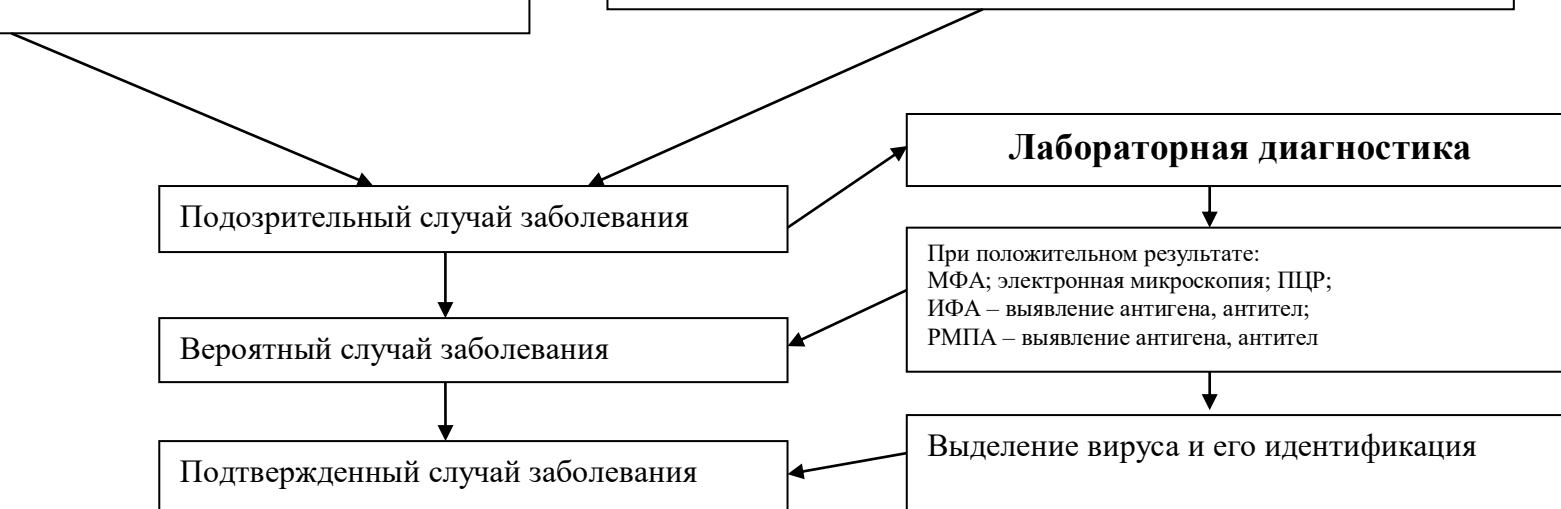 Лабораторная диагностика
Подозрительный случай заболевания
При положительном результате:
МФА; электронная микроскопия; ПЦР;
ИФА – выявление антигена, антител;
РМПА – выявление антигена, антител
Вероятный случай заболевания
Выделение вируса и его идентификация
Подтвержденный случай заболевания